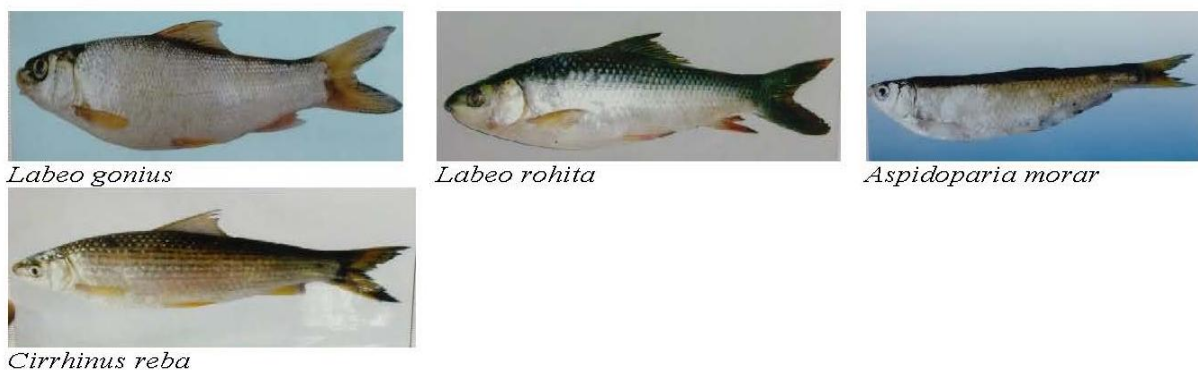 Labeo gonius
Labeo rohita
Aspidoparia morar
Cirrhinus reba